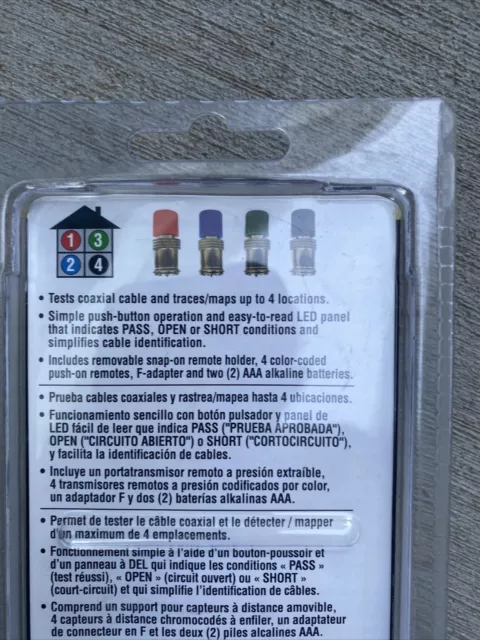 1 3
2 4
• Tests coaxial cable and traces/maps up to 4 locations.
• Simple push-button operation and easy-to-read LED panel
that indicates PASS, OPEN or SHORT conditions and
simplifies cable identification.
• Includes removable snap-on remote holder, 4 color-coded
push-on remotes, F-adapter and two (2) AAA alkaline batteries.
• Prueba cables coaxiales y rastrea/mapea hasta 4 ubicaciones.
• Funcionamiento sencillo con botón pulsador y panel de
LED fácil de leer que indica PASS ("PRUEBA APROBADA"),
OPEN ("CIRCUITO ABIERTO") o SHORT ("CORTOCIRCUITO"),
y facilita la identificación de cables.
• Incluye un portatransmisor remoto a presión extraíble,
4 transmisores remotos a presión codificados por color,
un adaptador F y dos (2) baterías alkalinas AAA.
• Permet de tester le câble coaxial et le détecter / mapper
d'un maximum de 4 emplacements.
• Fonctionnement simple à l'aide d'un bouton-poussoir et
d'un panneau à DEL qui indique les conditions « PASS »
(test réussi), « OPEN » (circuit ouvert) ou « SHORT »
(court-circuit) et qui simplifie l'identification de câbles.
• Comprend un support pour capteurs à distance amovible,
4 capteurs à distance chromocodés à enfiler, un adaptateur
de connecteur en F et les deux (2) piles alcalines AAA.